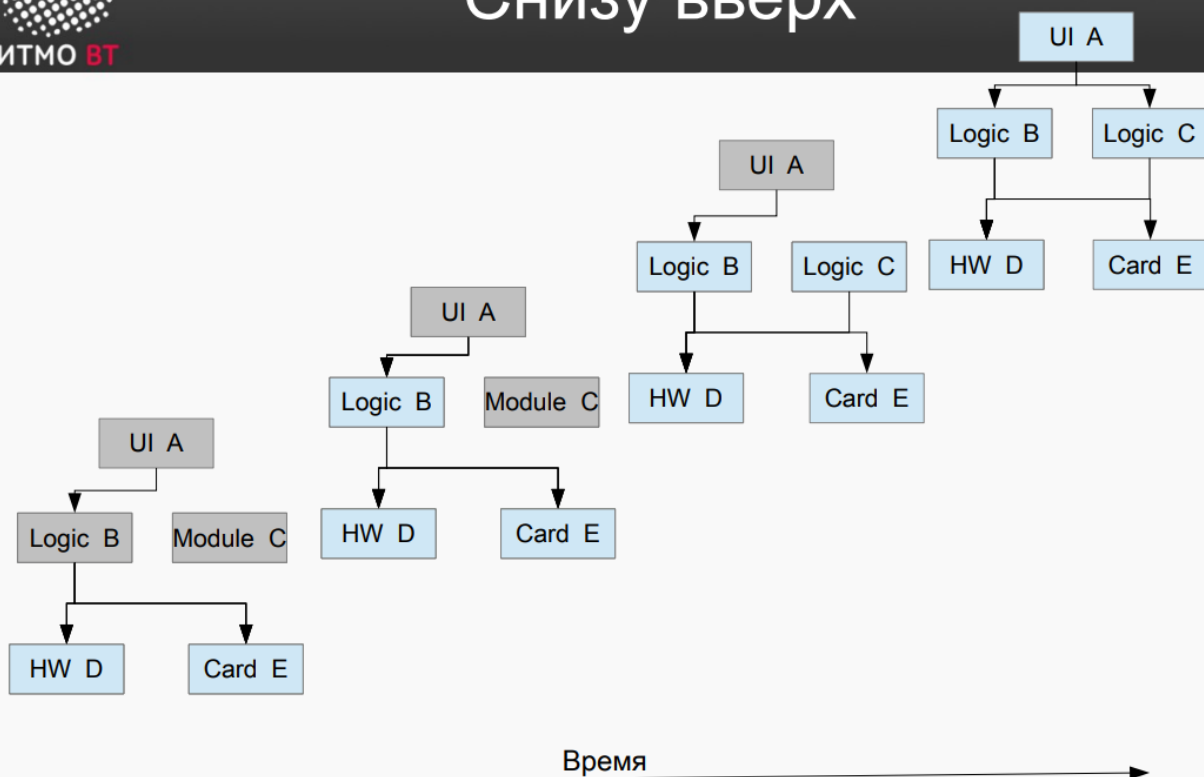 Снизу вверх
ИТМО ВТ
UI A
Logic B
Logic C
HW D
Card E
UI A
Logic B
Logic C
HW D
Card E
UI A
Logic B
Module C
HW D
Card E
UI A
Logic B
Module C
HW D
Card E
Время